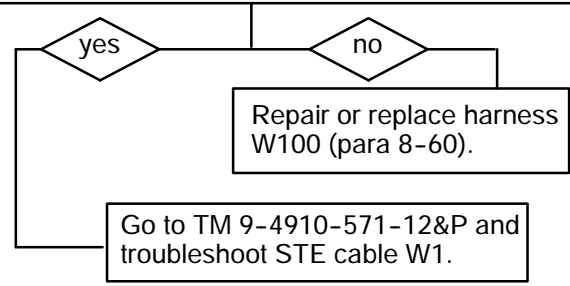 yes
no
Repair or replace harness
W100 (para 8-60).
Go to TM 9-4910-571-12&P and
troubleshoot STE cable W1.